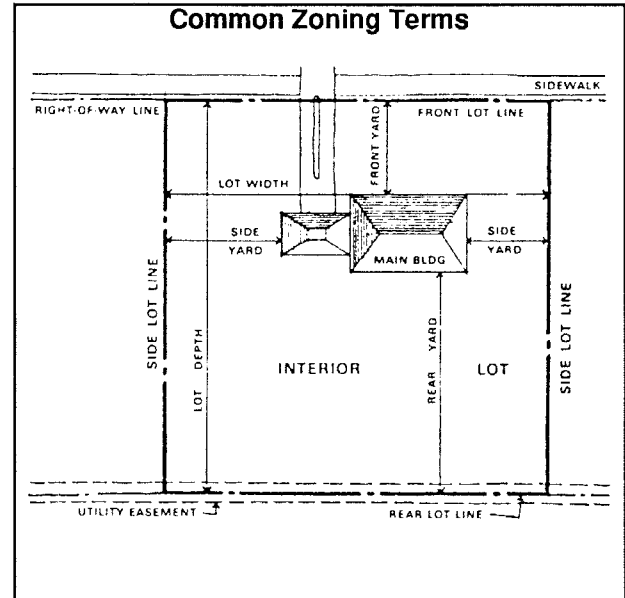 Common Zoning Terms
SIDEWALK
RIGHT-OF-WAY LINE
FRONT LOT LINE
FRONT YARD
LOT WIDTH
SIDE
YARD
SIDE
YARD
MAIN BLDG
SIDE LOT LINE
LOT DEPTH
INTERIOR
REAR YARD
LOT
SIDE LOT LINE
UTILITY EASEMENT
REAR LOT LINE